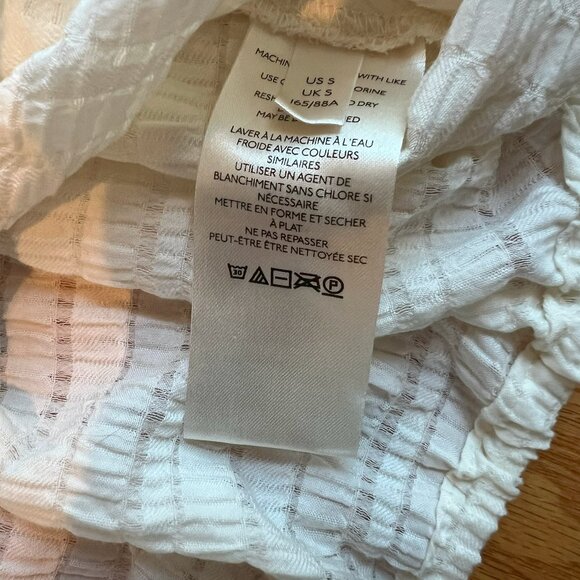 MACHIN
WITH LIKE
US S
USE
ORINE
UK S
RESH
165/88A
DRY
MAY BE
ED
LAVER À LA MACHINE À L'EAU
FROIDE AVEC COULEURS
SIMILAIRES
UTILISER UN AGENT DE
BLANCHIMENT SANS CHLORE SI
NÉCESSAIRE
METTRE EN FORME ET SECHER
À PLAT
NE PAS REPASSER
PEUT-ÊTRE ÊTRE NETTOYÉE SEC
30
P